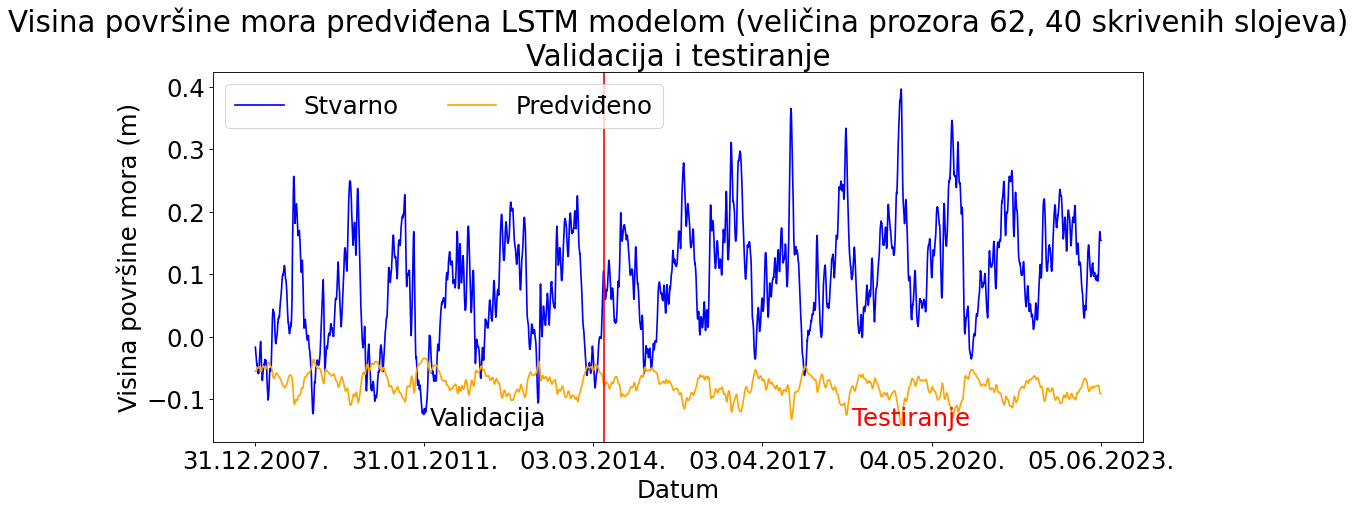 Visina površine mora predviđena LSTM modelom (veličina prozora 62, 40 skrivenih slojeva)
Validacija i testiranje
Stvarno
Predviđeno
Visina površine mora (m)
0.4
0.3
0.2
0.1
0.0
−0.1
Validacija
Testiranje
31.12.2007.
31.01.2011.
03.03.2014.
03.04.2017.
04.05.2020.
05.06.2023.
Datum